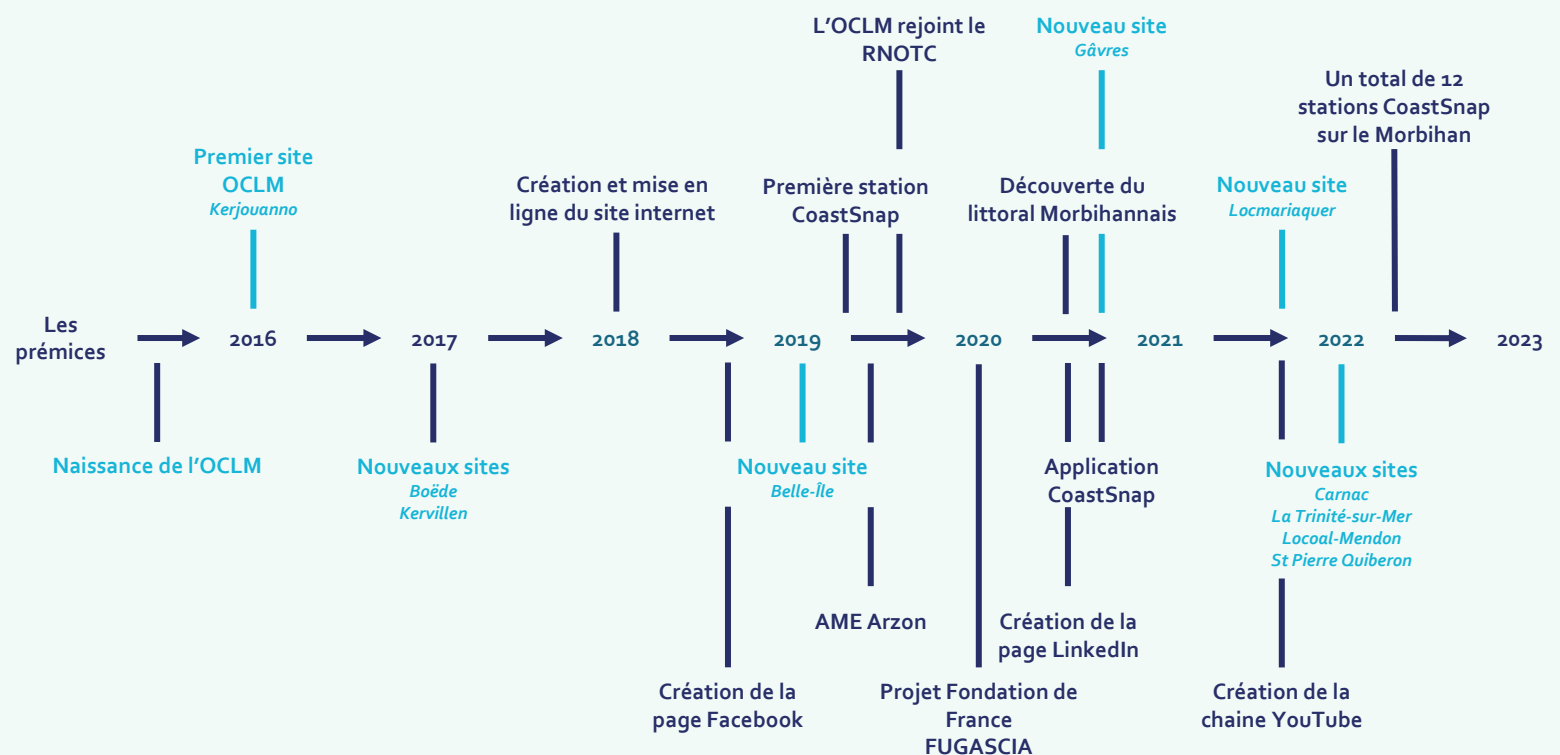 L'OCLM rejoint le
RNOTC
Nouveau site
Gâvres
Un total de 12
stations CoastSnap
sur le Morbihan
Premier site
OCLM
Kerjouanno
Création et mise en
ligne du site internet
Première station
CoastSnap
Découverte du
littoral Morbihannais
Nouveau site
Locmariaquer
Les
prémices
2016
2017
2018
2019
2020
2021
2022
2023
Naissance de l'OCLM
Nouveaux sites
Boëde
Kervillen
Nouveau site
Belle-Île
Application
CoastSnap
Nouveaux sites
Carnac
La Trinité-sur-Mer
Locoal-Mendon
St Pierre Quiberon
AME Arzon
Création de la
page LinkedIn
Création de la
page Facebook
Projet Fondation de
France
FUGASCIA
Création de la
chaine YouTube